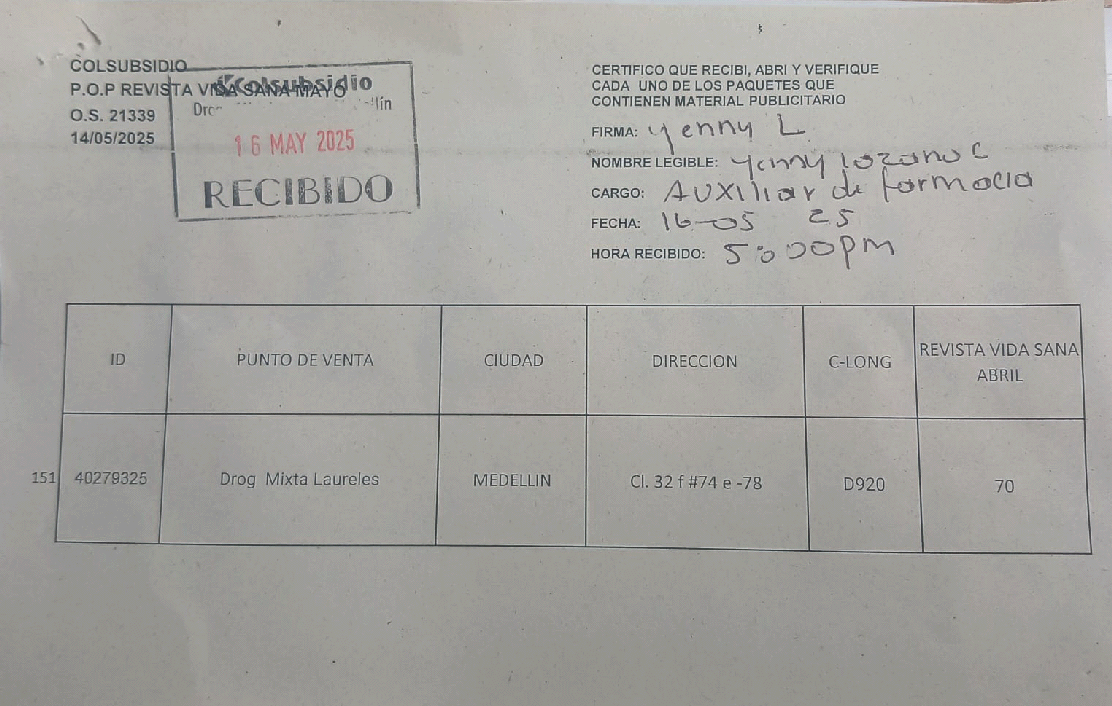 COLSUBSIDIO
P.O.P REVISTA VIDA SANA MAYO
O.S. 21339
14/05/2025
Colsubsidio
16 MAY 2025
RECIBIDO
CERTIFICO QUE RECIBI, ABRI Y VERIFIQUE
CADA UNO DE LOS PAQUETES QUE
CONTIENEN MATERIAL PUBLICITARIO
FIRMA: Yenny L
NOMBRE LEGIBLE: Yenny lozano C
CARGO: Auxiliar de farmacia
FECHA: 16-05 25
HORA RECIBIDO: 5:00pm
ID PUNTO DE VENTA CIUDAD DIRECCION C-LONG REVISTA VIDA SANA
ABRIL
151 40279325 Drog Mixta Laureles MEDELLIN Cl. 32 f #74 e -78 D920 70